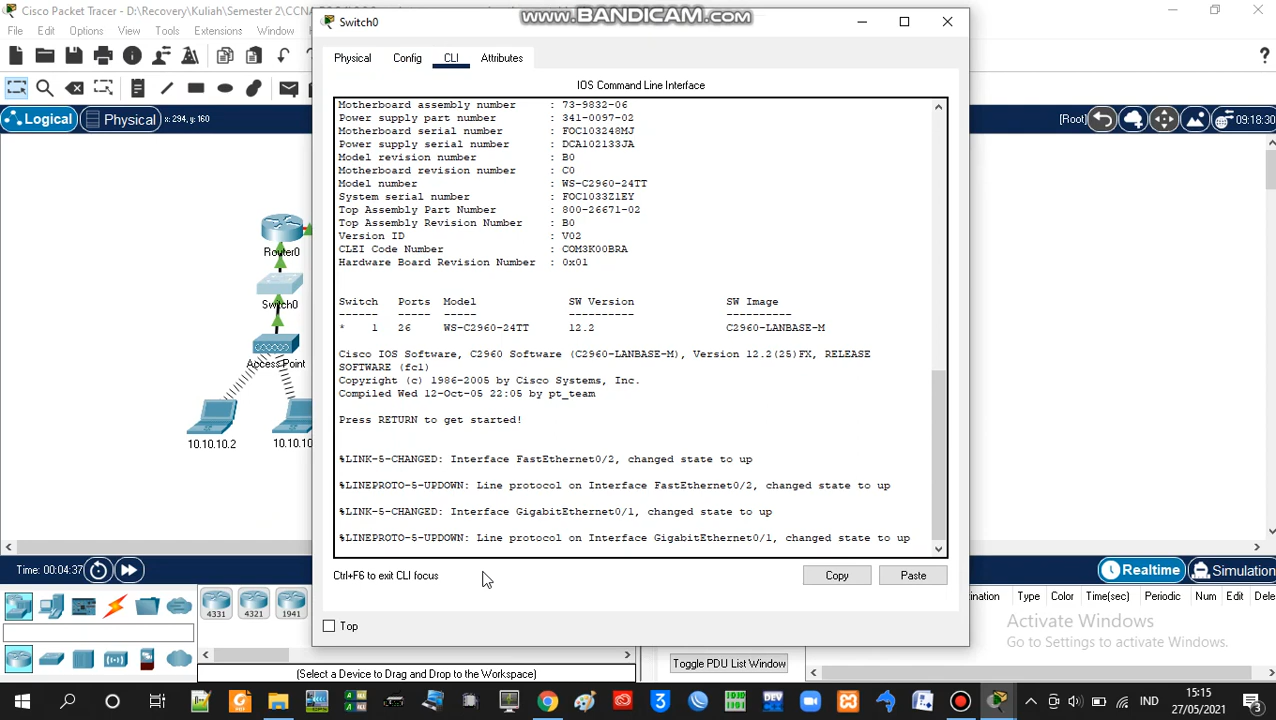 Cisco Packet Tracer - D:\Recovery\Kuliah\Semester 2\CCNA
Switch0
www.BANDICAM.com
File Edit Options View Tools Extensions Window
Physical Config CLI Attributes
IOS Command Line Interface
Logical
Physical
x: 294, y: 160
[Root]
09:18:30
Motherboard assembly number : 73-9832-06
Power supply part number : 341-0097-02
Motherboard serial number : FOC103248MJ
Power supply serial number : DCA102133JA
Model revision number : B0
Motherboard revision number : C0
Model number : WS-C2960-24TT
System serial number : FOC1033Z1EY
Top Assembly Part Number : 800-26671-02
Top Assembly Revision Number : B0
Version ID : V02
CLEI Code Number : COM3K00BRA
Hardware Board Revision Number : 0x01
Switch Ports Model SW Version SW Image
------ ----- ----- ---------- ----------
* 1 26 WS-C2960-24TT 12.2 C2960-LANBASE-M
Cisco IOS Software, C2960 Software (C2960-LANBASE-M), Version 12.2(25)FX, RELEASE
SOFTWARE (fc1)
Copyright (c) 1986-2005 by Cisco Systems, Inc.
Compiled Wed 12-Oct-05 22:05 by pt_team
Press RETURN to get started!
%LINK-5-CHANGED: Interface FastEthernet0/2, changed state to up
%LINEPROTO-5-UPDOWN: Line protocol on Interface FastEthernet0/2, changed state to up
%LINK-5-CHANGED: Interface GigabitEthernet0/1, changed state to up
%LINEPROTO-5-UPDOWN: Line protocol on Interface GigabitEthernet0/1, changed state to up
Router0
Switch0
Access Point
10.10.10.2
10.10.10
Ctrl+F6 to exit CLI focus
Copy
Paste
Top
Time: 00:04:37
Realtime
Simulation
4331
4321
1941
ination Type Color Time(sec) Periodic Num Edit Dele
Activate Windows
Go to Settings to activate Windows.
(Select a Device to Drag and Drop to the Workspace)
Toggle PDU List Window
IND
15:15
27/05/2021
3